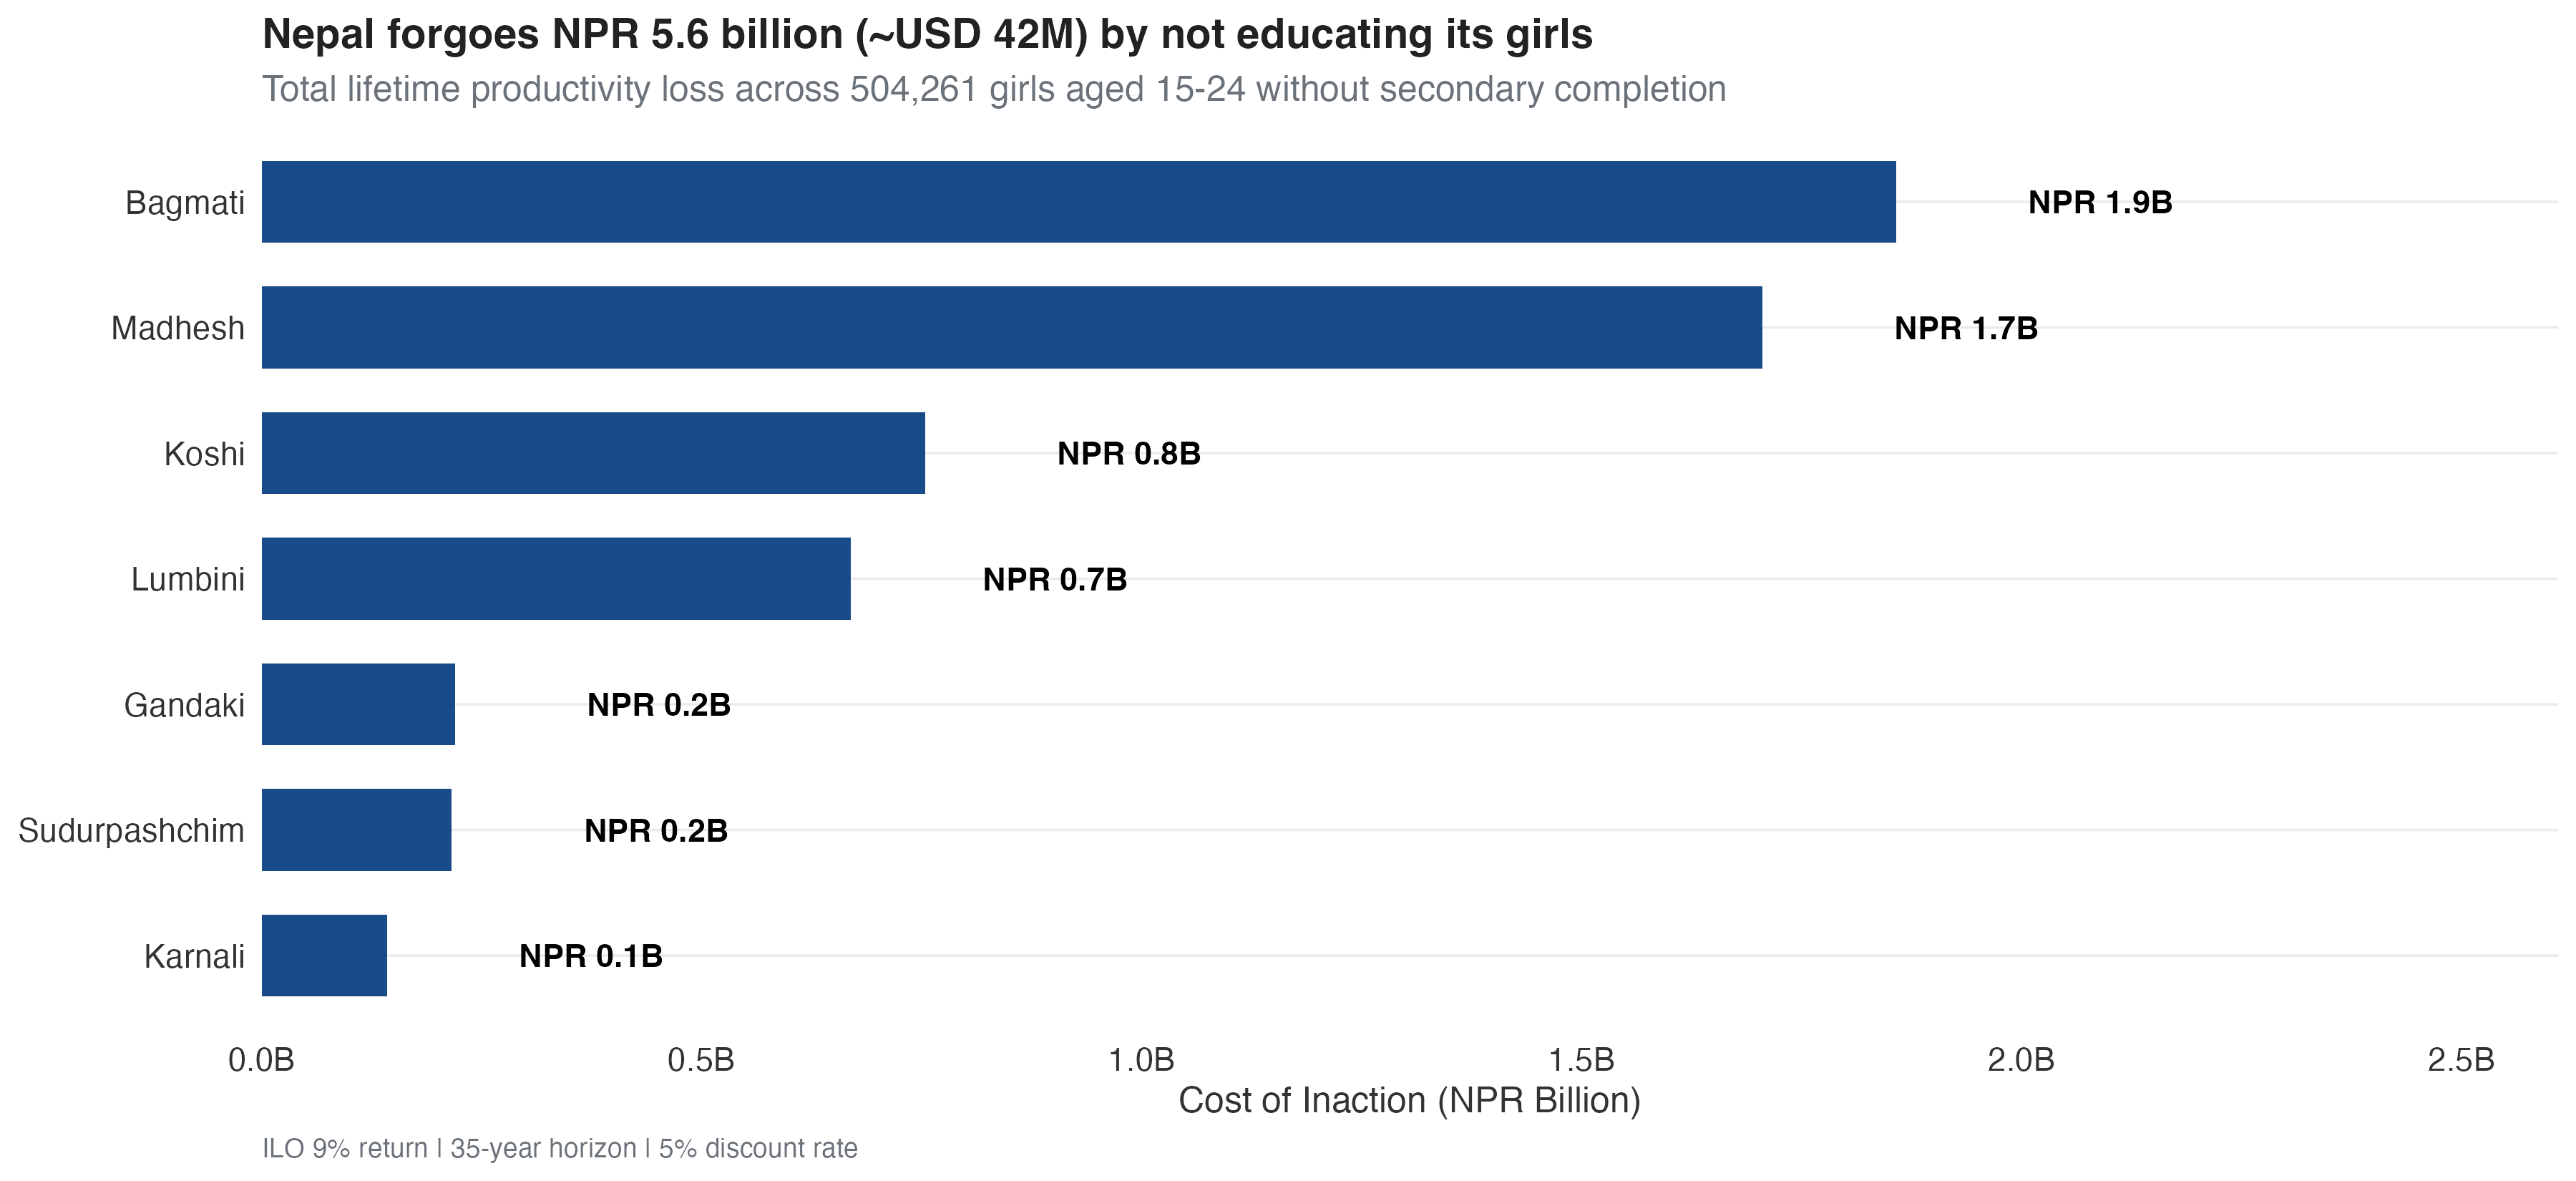 Nepal forgoes NPR 5.6 billion (~USD 42M) by not educating its girls
Total lifetime productivity loss across 504,261 girls aged 15-24 without secondary completion
Bagmati NPR 1.9B
Madhesh NPR 1.7B
Koshi NPR 0.8B
Lumbini NPR 0.7B
Gandaki NPR 0.2B
Sudurpashchim NPR 0.2B
Karnali NPR 0.1B
0.0B 0.5B 1.0B 1.5B 2.0B 2.5B
Cost of Inaction (NPR Billion)
ILO 9% return | 35-year horizon | 5% discount rate